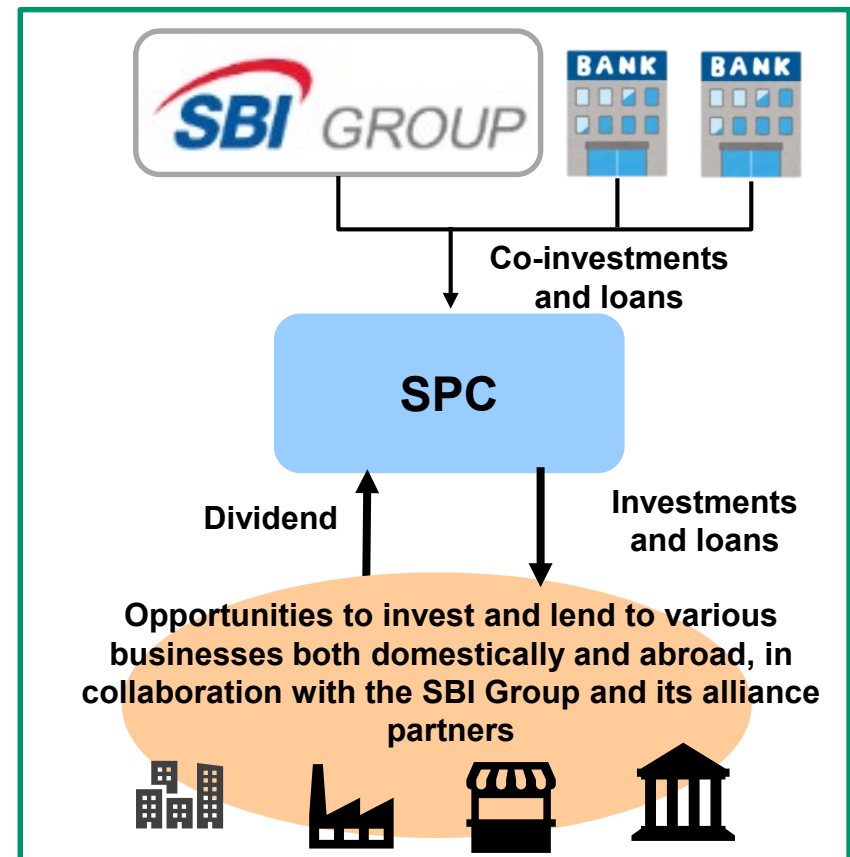 SBI GROUP
BANK
BANK
Co-investments
and loans
SPC
Dividend
Investments
and loans
Opportunities to invest and lend to various
businesses both domestically and abroad, in
collaboration with the SBI Group and its alliance
partners